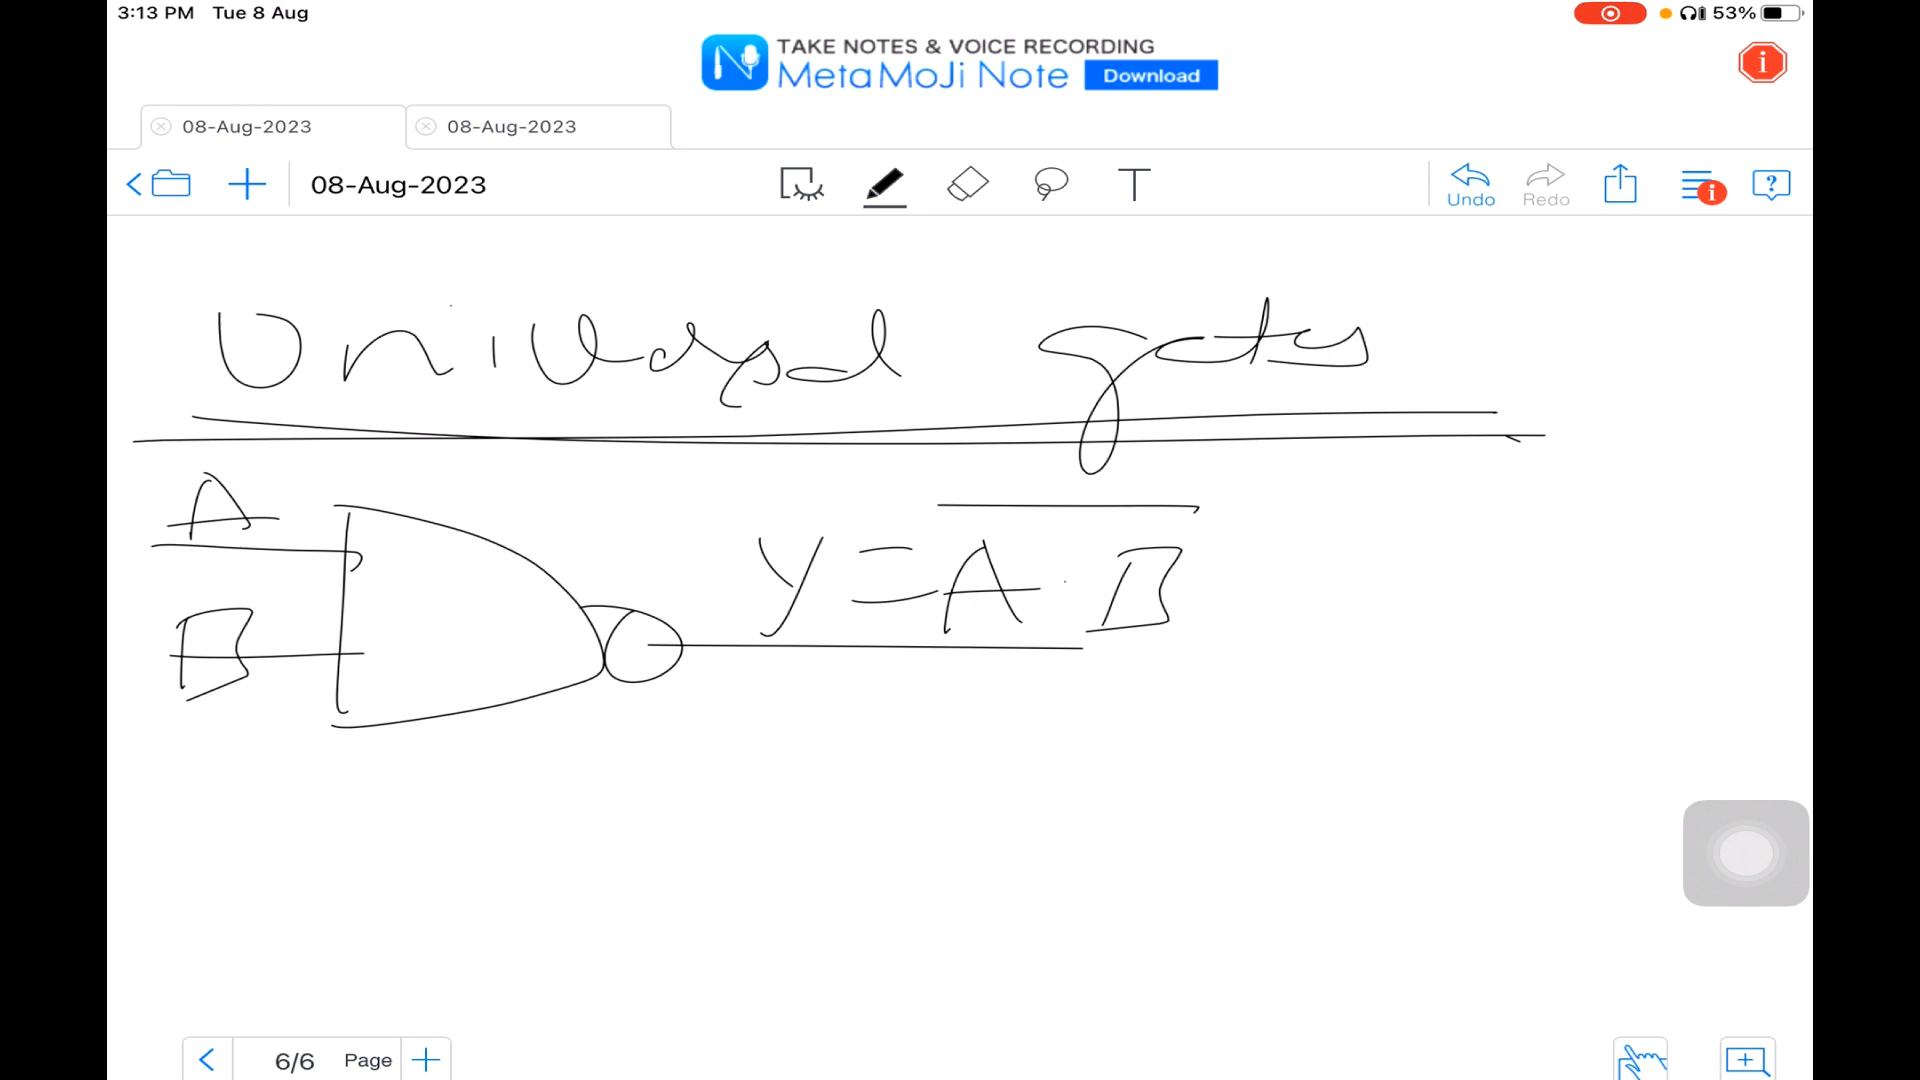 3:13 PM Tue 8 Aug
53%
TAKE NOTES & VOICE RECORDING
MetaMoJi Note Download
08-Aug-2023 08-Aug-2023
08-Aug-2023
T
Undo Redo
Universal gates
A
y = A . B
B
6/6 Page